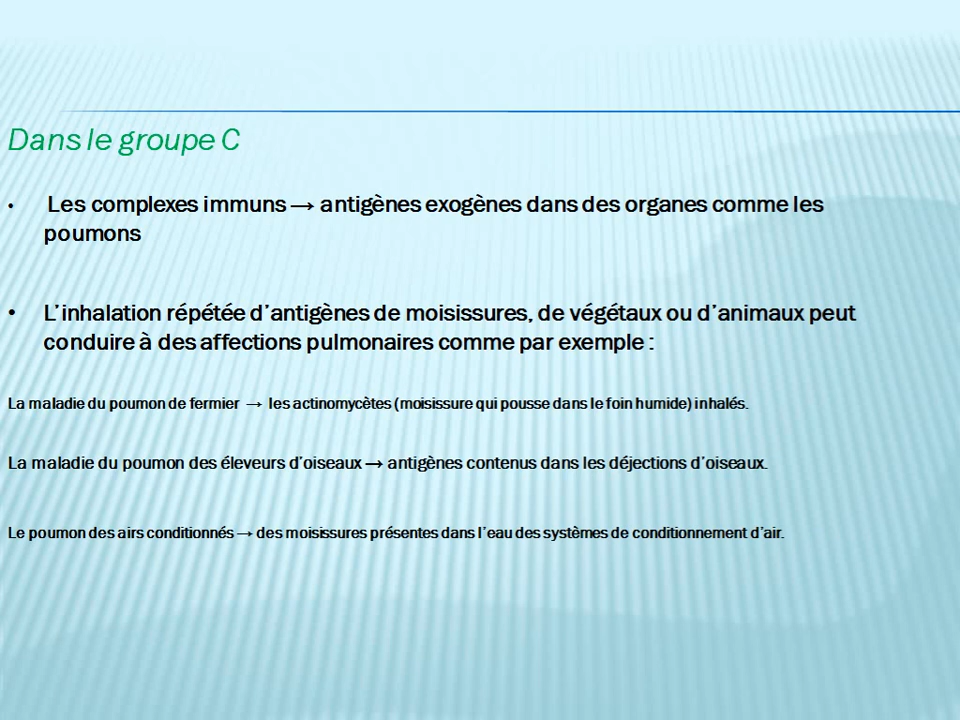 Dans le groupe C
• Les complexes immuns → antigènes exogènes dans des organes comme les
poumons
• L’inhalation répétée d’antigènes de moisissures, de végétaux ou d’animaux peut
conduire à des affections pulmonaires comme par exemple :
La maladie du poumon de fermier → les actinomycètes (moisissure qui pousse dans le foin humide) inhalés.
La maladie du poumon des éleveurs d’oiseaux → antigènes contenus dans les déjections d’oiseaux.
Le poumon des airs conditionnés → des moisissures présentes dans l’eau des systèmes de conditionnement d’air.